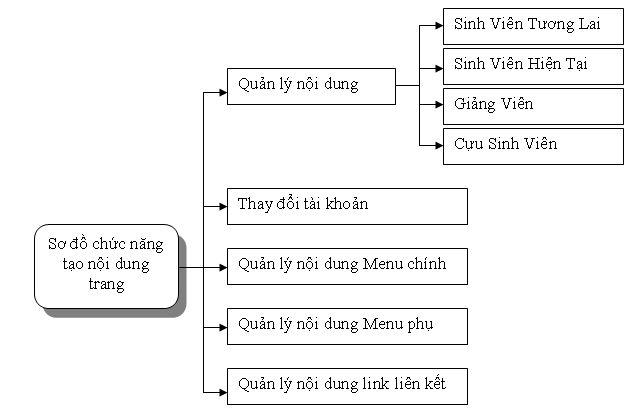 Sinh Viên Tương Lai
Sinh Viên Hiện Tại
Quản lý nội dung
Giảng Viên
Cựu Sinh Viên
Thay đổi tài khoản
Sơ đồ chức năng
tạo nội dung
trang
Quản lý nội dung Menu chính
Quản lý nội dung Menu phụ
Quản lý nội dung link liên kết